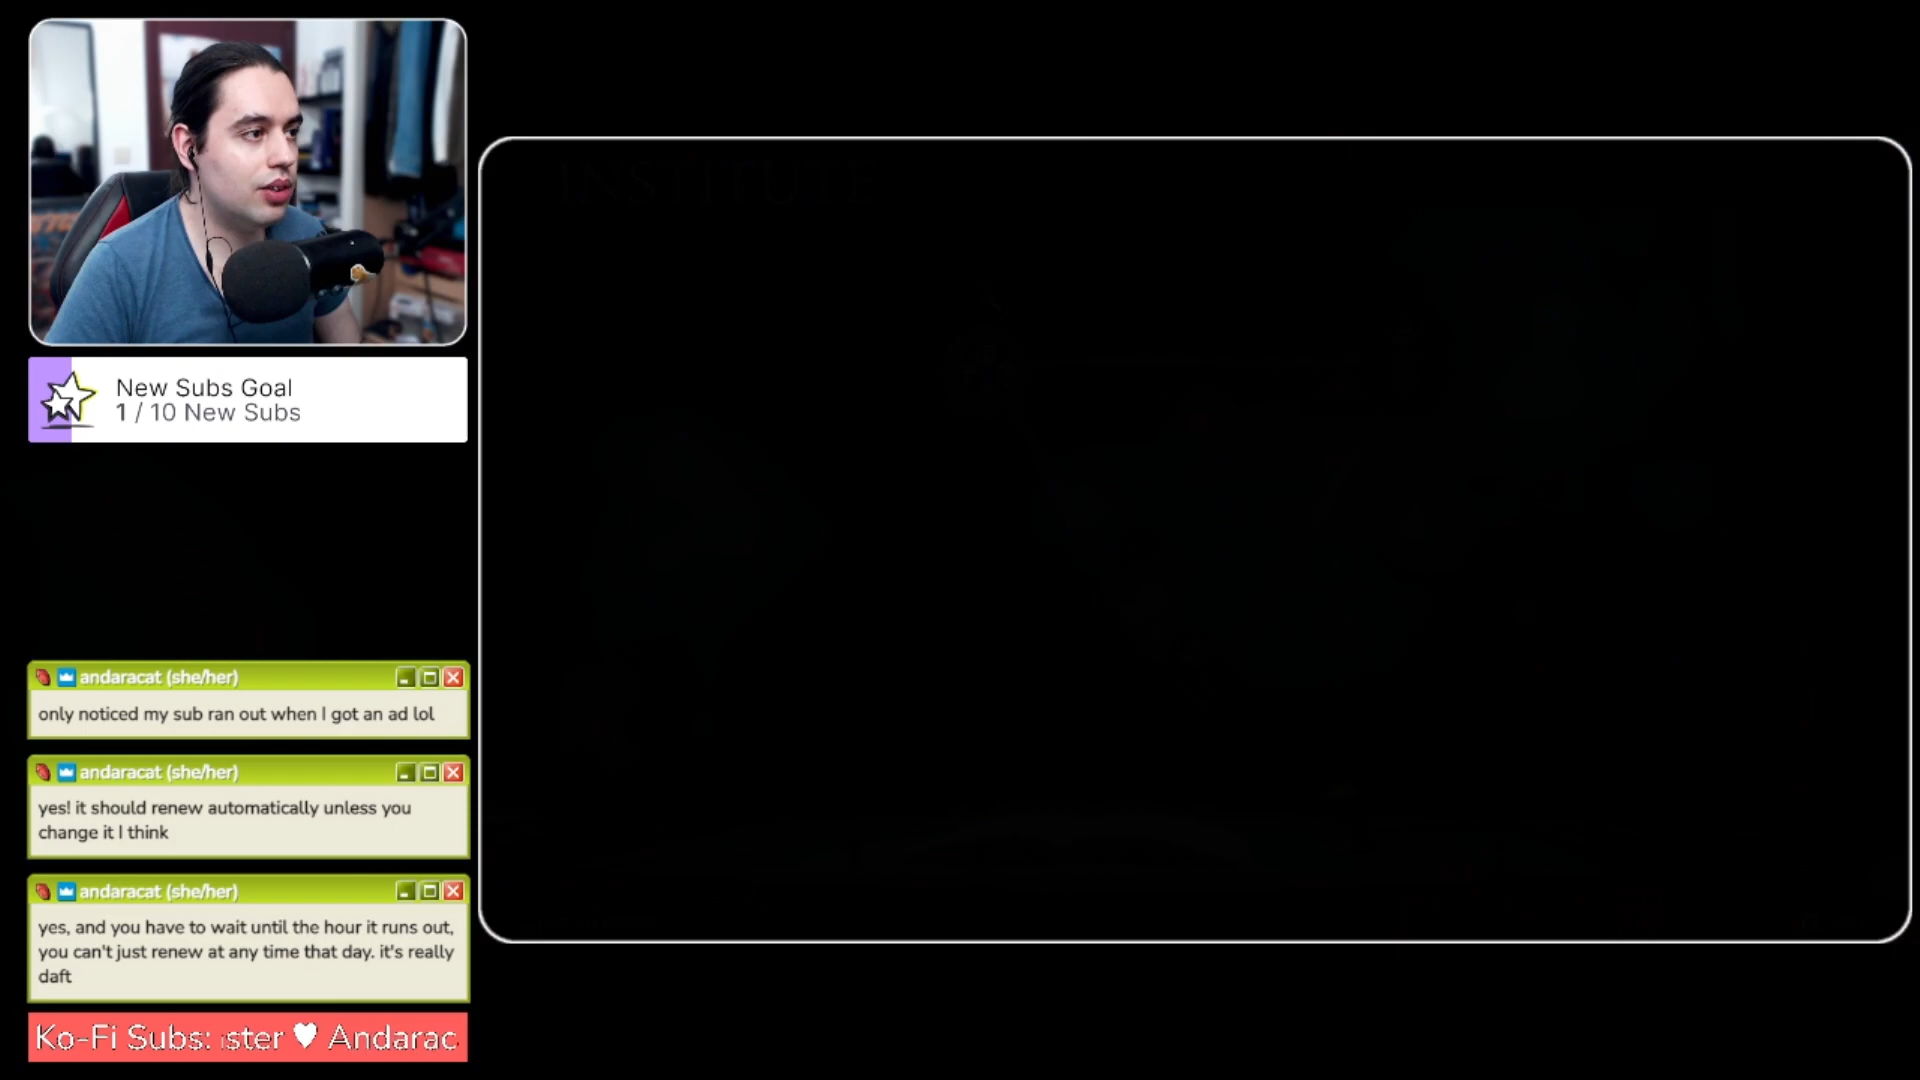 New Subs Goal
1 / 10 New Subs
andaracat (she/her)
only noticed my sub ran out when I got an ad lol
andaracat (she/her)
yes! it should renew automatically unless you
change it I think
andaracat (she/her)
yes, and you have to wait until the hour it runs out,
you can't just renew at any time that day. it's really
daft
Ko-Fi Subs: ster ♥ Andarac
INSTITUTE